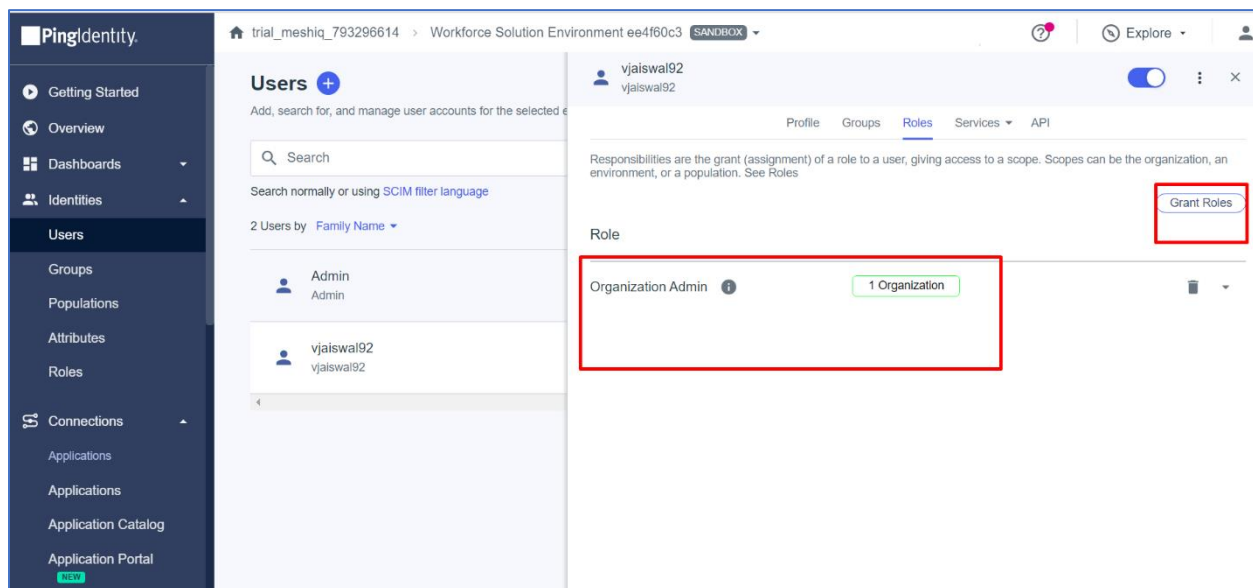 PingIdentity.
trial_meshiq_793296614 > Workforce Solution Environment ee4f60c3 SANDBOX
? Explore
Getting Started
Overview
Dashboards
Identities
Users
Groups
Populations
Attributes
Roles
Connections
Applications
Applications
Application Catalog
Application Portal
NEW
Users +
Add, search for, and manage user accounts for the selected e
Search
Search normally or using SCIM filter language
2 Users by Family Name
Admin
Admin
vjaiswal92
vjaiswal92
vjaiswal92
vjaiswal92
Profile Groups Roles Services API
Responsibilities are the grant (assignment) of a role to a user, giving access to a scope. Scopes can be the organization, an
environment, or a population. See Roles
Grant Roles
Role
Organization Admin i 1 Organization